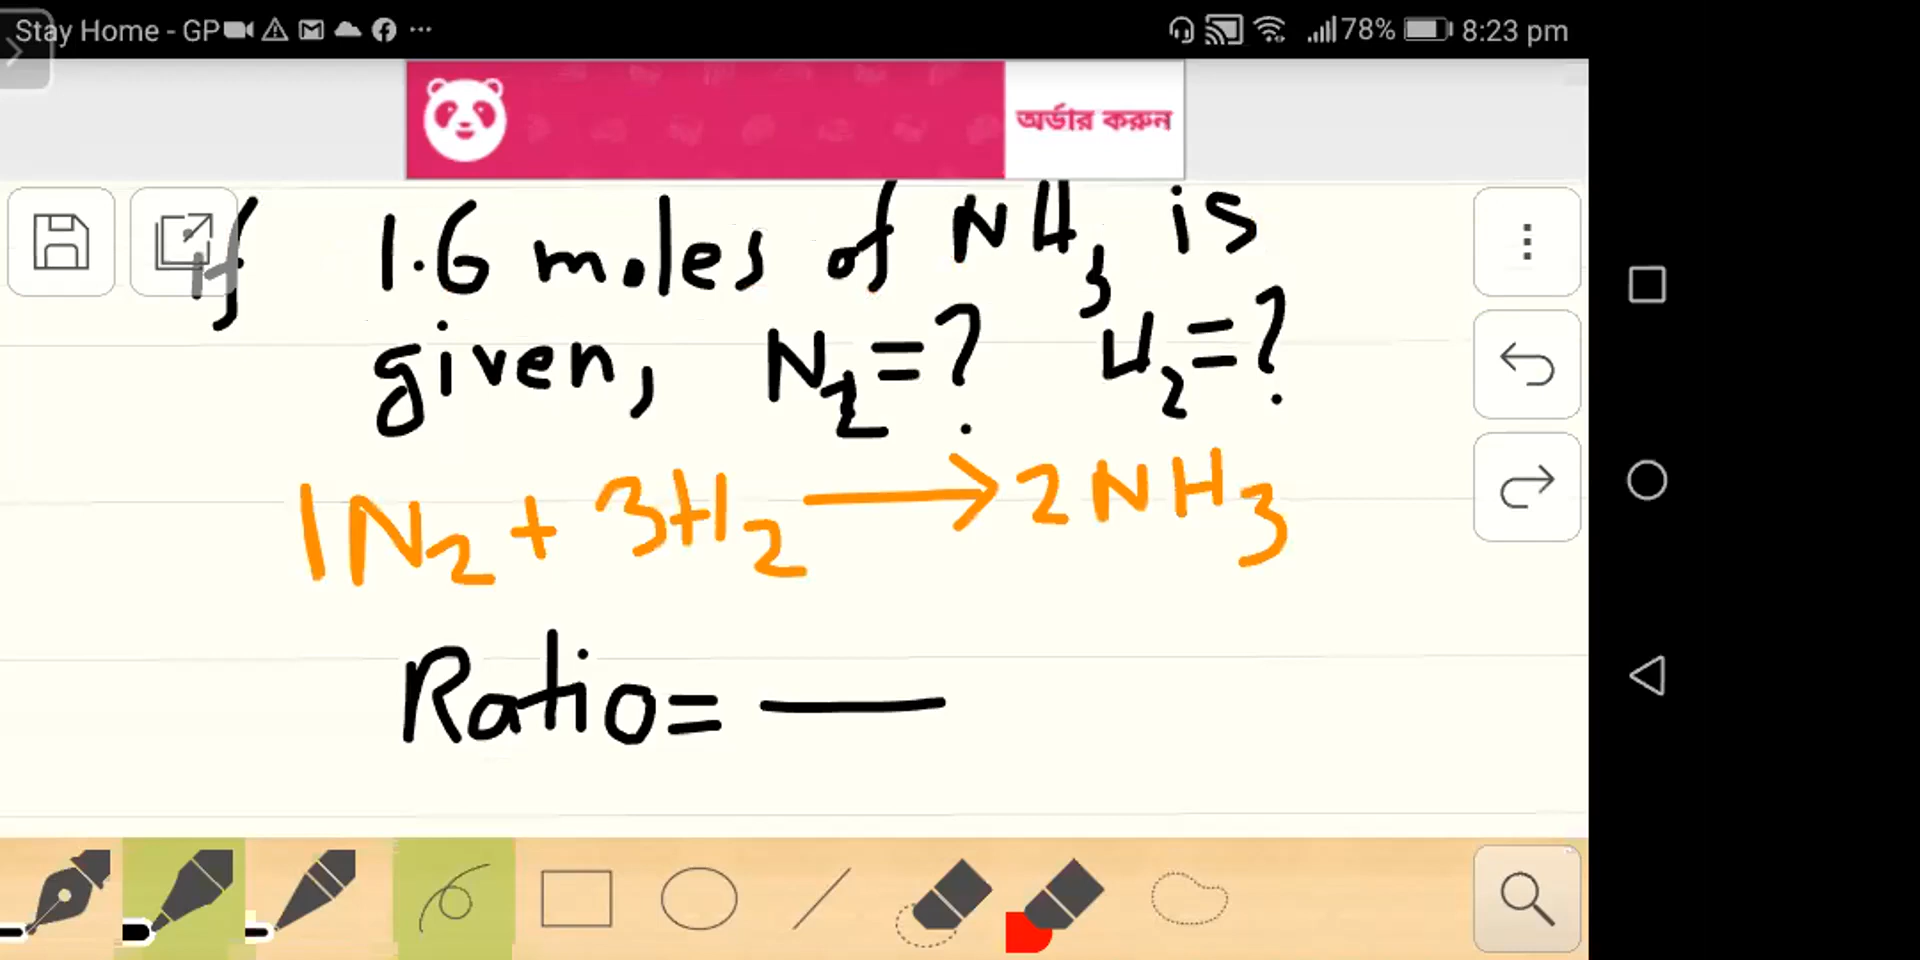 Stay Home - GP 78% 8:23 pm
অর্ডার করুন
If 1.6 moles of NH3 is
given, N2=? H2=?
1N2 + 3H2 → 2NH3
Ratio=